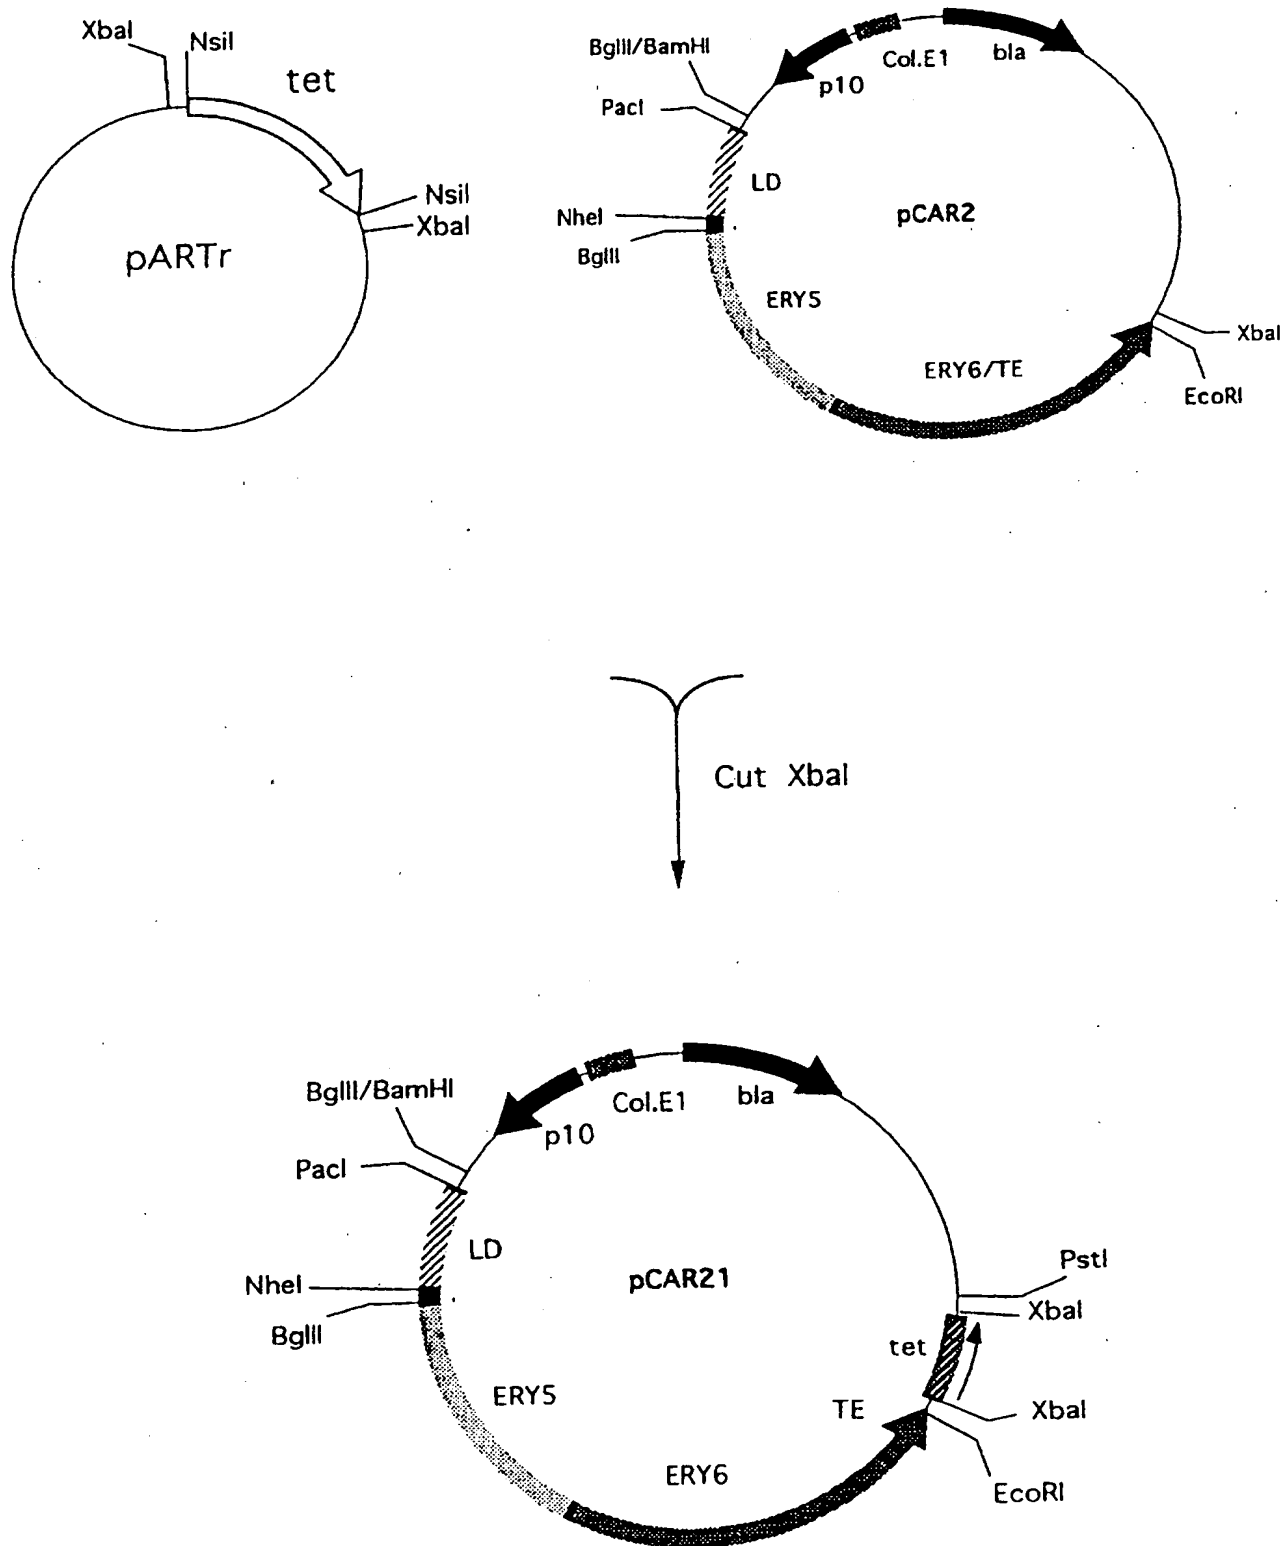 XbaI
NsiI
tet
NsiI
XbaI
pARTr
BglII/BamHI
Col.E1
bla
p10
PacI
LD
pCAR2
NheI
BglII
ERY5
XbaI
ERY6/TE
EcoRI
Cut XbaI
BglII/BamHI
Col.E1
bla
p10
PacI
LD
pCAR21
NheI
PstI
XbaI
BglII
tet
ERY5
TE
XbaI
ERY6
EcoRI